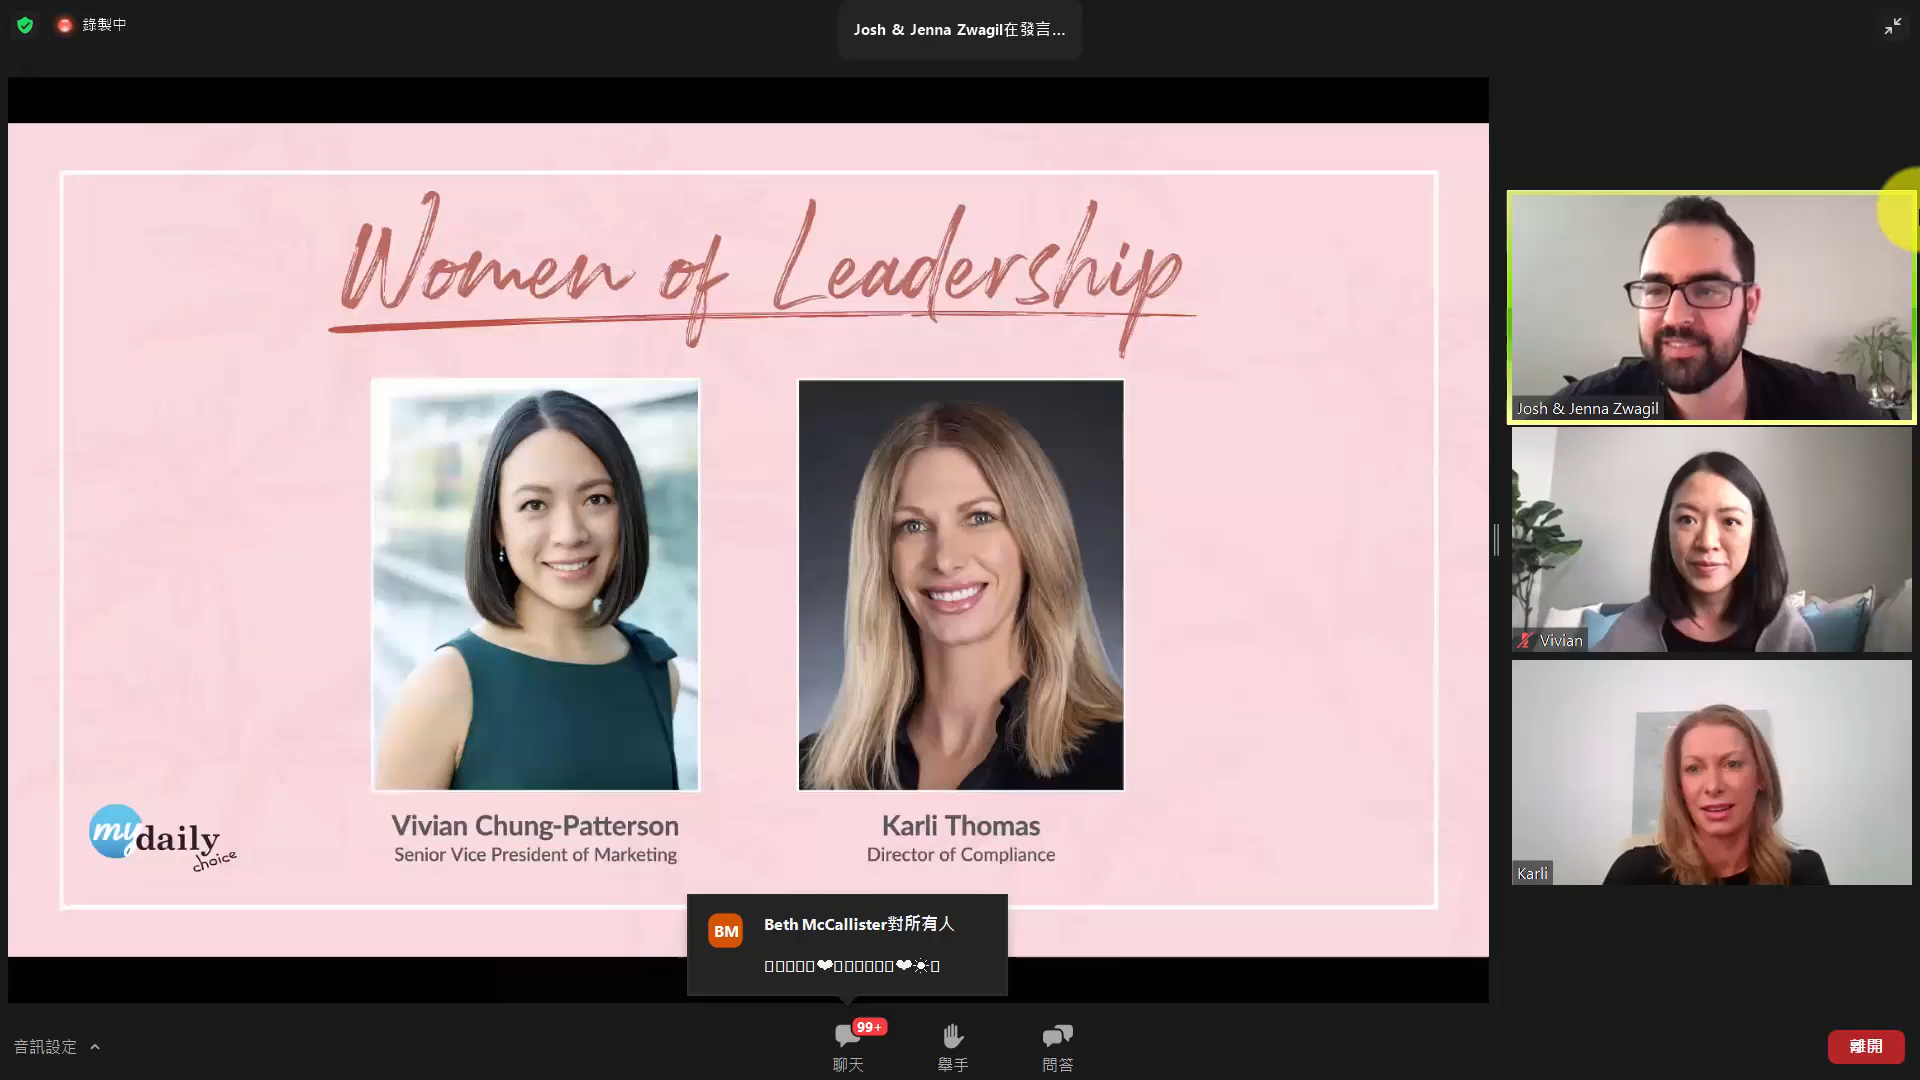 錄製中
Josh & Jenna Zwagil在發言...
Women of Leadership
Josh & Jenna Zwagil
Vivian
Karli
Vivian Chung-Patterson
Senior Vice President of Marketing
Karli Thomas
Director of Compliance
my daily choice
BM
Beth McCallister對所有人
❤❤☀
音訊設定
99+
聊天
舉手
問答
離開